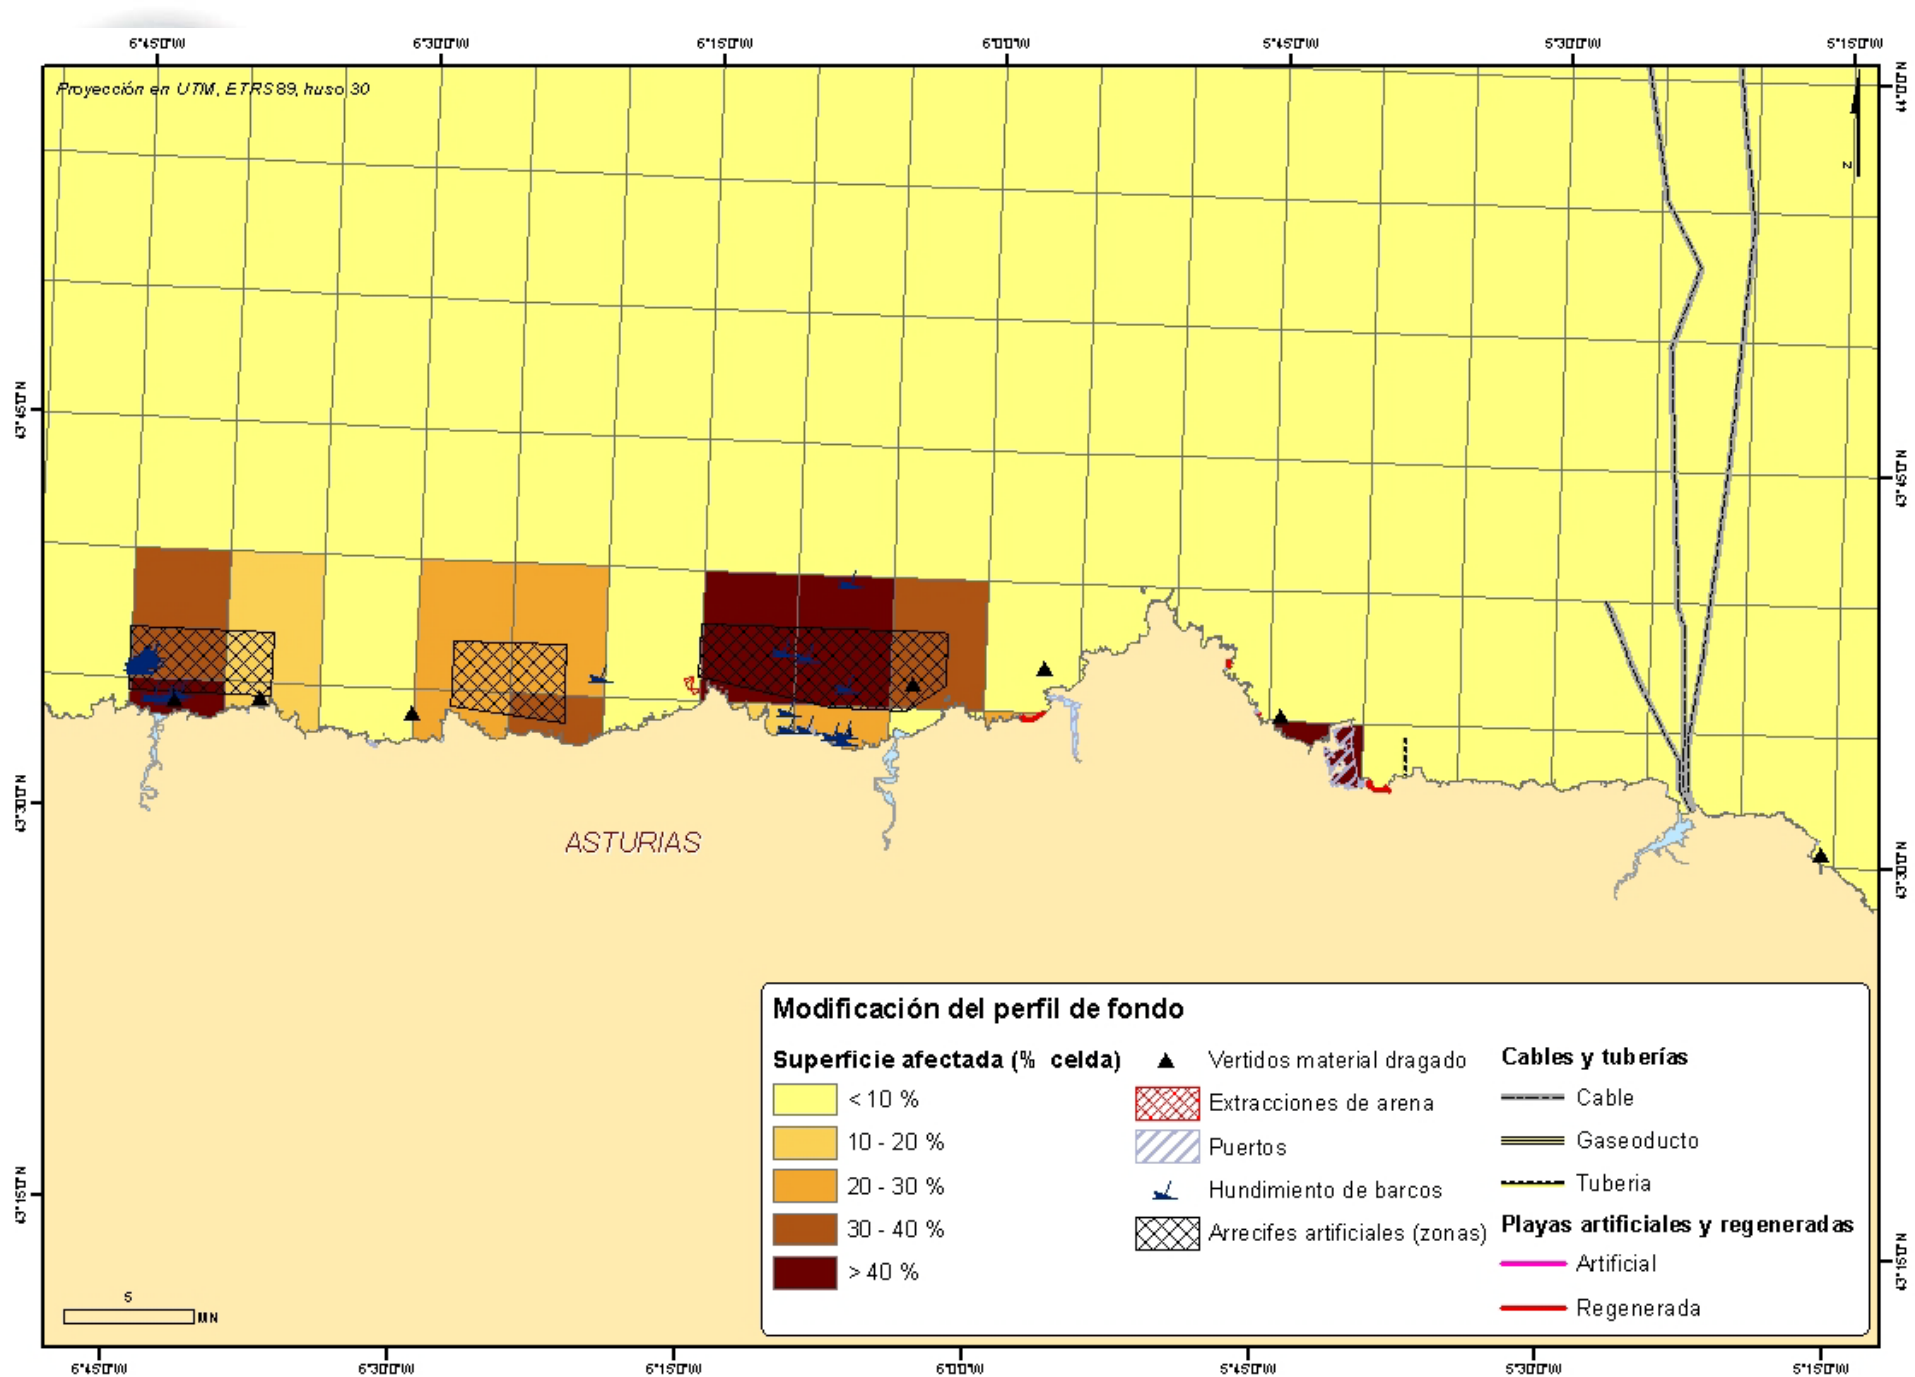 6°45'0"W 6°30'0"W 6°15'0"W 6°00'W 5°45'0"W 5°30'0"W 5°15'0"W
Proyección en UTM, ETRS89, huso 30
44°0'0"N
N
43°45'0"N
43°45'0"N
43°30'0"N
ASTURIAS
43°30'0"N
Modificación del perfil de fondo
Superficie afectada (% celda)
< 10 %
10 - 20 %
20 - 30 %
30 - 40 %
> 40 %
Vertidos material dragado
Extracciones de arena
Puertos
Hundimiento de barcos
Arrecifes artificiales (zonas)
Cables y tuberías
Cable
Gaseoducto
Tuberia
Playas artificiales y regeneradas
Artificial
Regenerada
43°15'0"N
43°15'0"N
5
MN
6°45'0"W 6°30'0"W 6°15'0"W 6°00'W 5°45'0"W 5°30'0"W 5°15'0"W